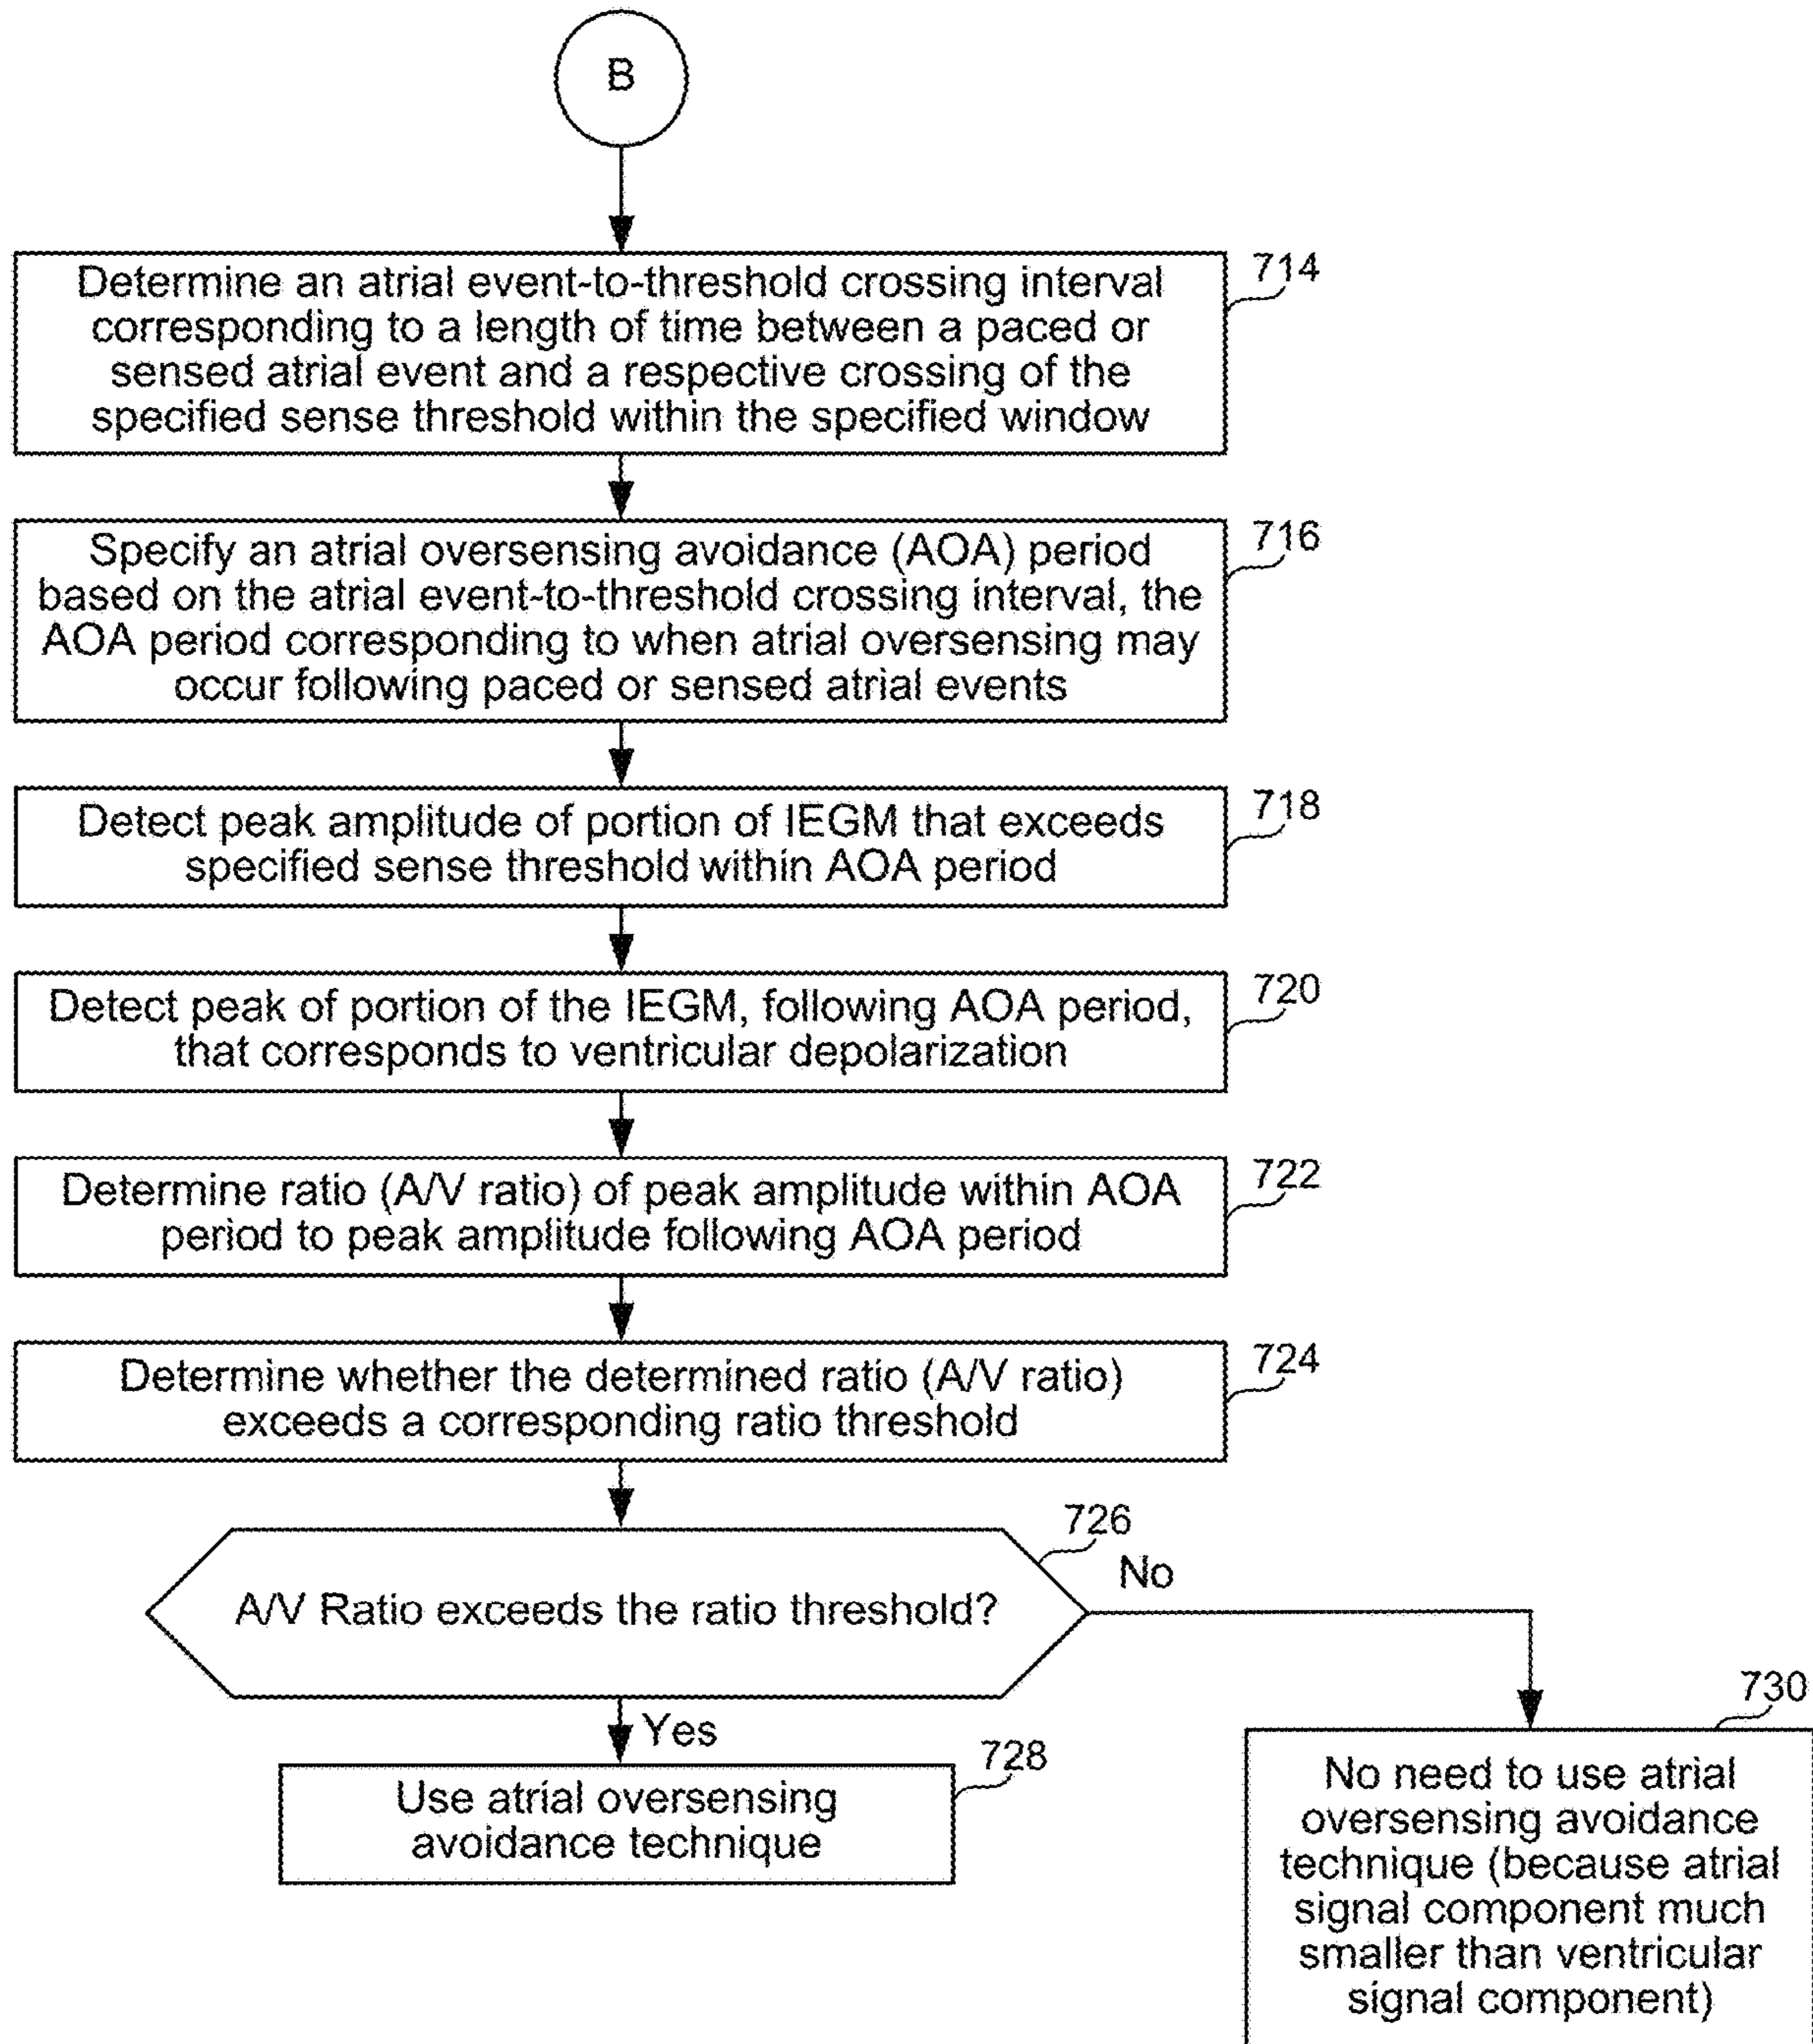 B
Determine an atrial event-to-threshold crossing interval
corresponding to a length of time between a paced or
sensed atrial event and a respective crossing of the
specified sense threshold within the specified window
714
Specify an atrial oversensing avoidance (AOA) period
based on the atrial event-to-threshold crossing interval, the
AOA period corresponding to when atrial oversensing may
occur following paced or sensed atrial events
716
Detect peak amplitude of portion of IEGM that exceeds
specified sense threshold within AOA period
718
Detect peak of portion of the IEGM, following AOA period,
that corresponds to ventricular depolarization
720
Determine ratio (A/V ratio) of peak amplitude within AOA
period to peak amplitude following AOA period
722
Determine whether the determined ratio (A/V ratio)
exceeds a corresponding ratio threshold
724
A/V Ratio exceeds the ratio threshold?
726
No
Yes
Use atrial oversensing
avoidance technique
728
730
No need to use atrial
oversensing avoidance
technique (because atrial
signal component much
smaller than ventricular
signal component)